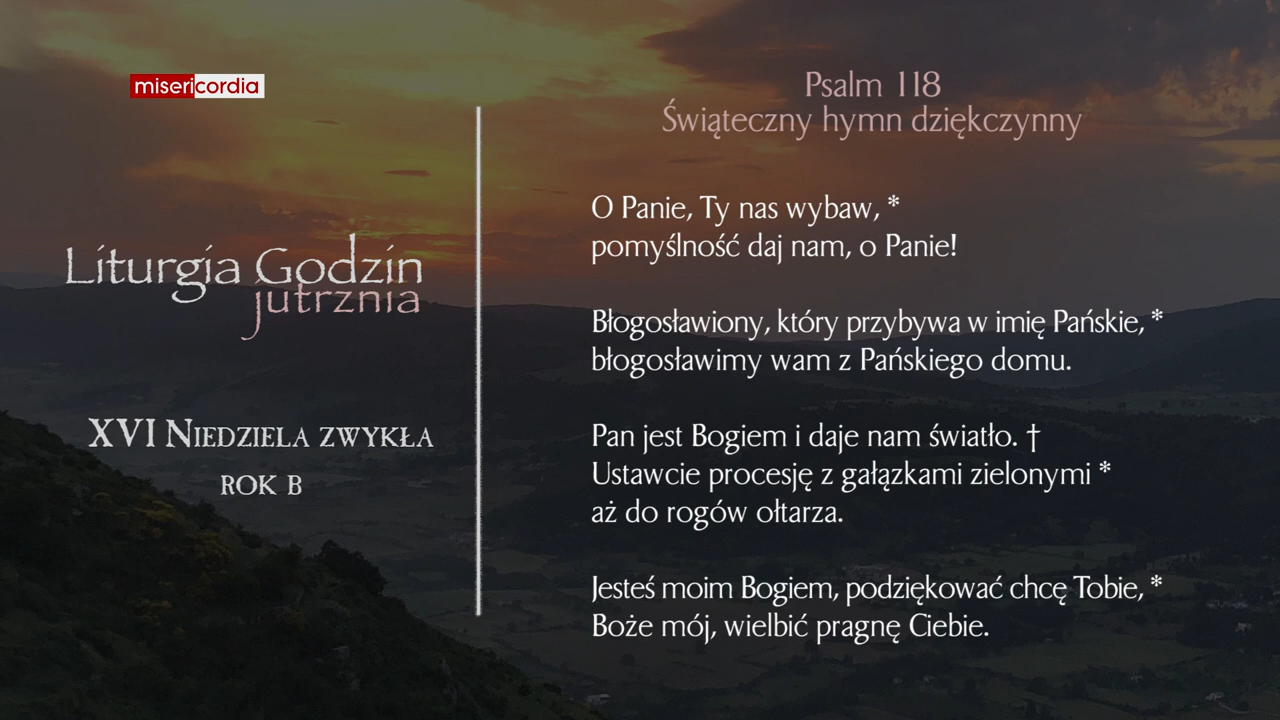 misericordia
Liturgia Godzin
jutrznia
XVI Niedziela zwykła
rok B
Psalm 118
Świąteczny hymn dziękczynny
O Panie, Ty nas wybaw, *
pomyślność daj nam, o Panie!
Błogosławiony, który przybywa w imię Pańskie, *
błogosławimy wam z Pańskiego domu.
Pan jest Bogiem i daje nam światło. †
Ustawcie procesję z gałązkami zielonymi *
aż do rogów ołtarza.
Jesteś moim Bogiem, podziękować chcę Tobie, *
Boże mój, wielbić pragnę Ciebie.